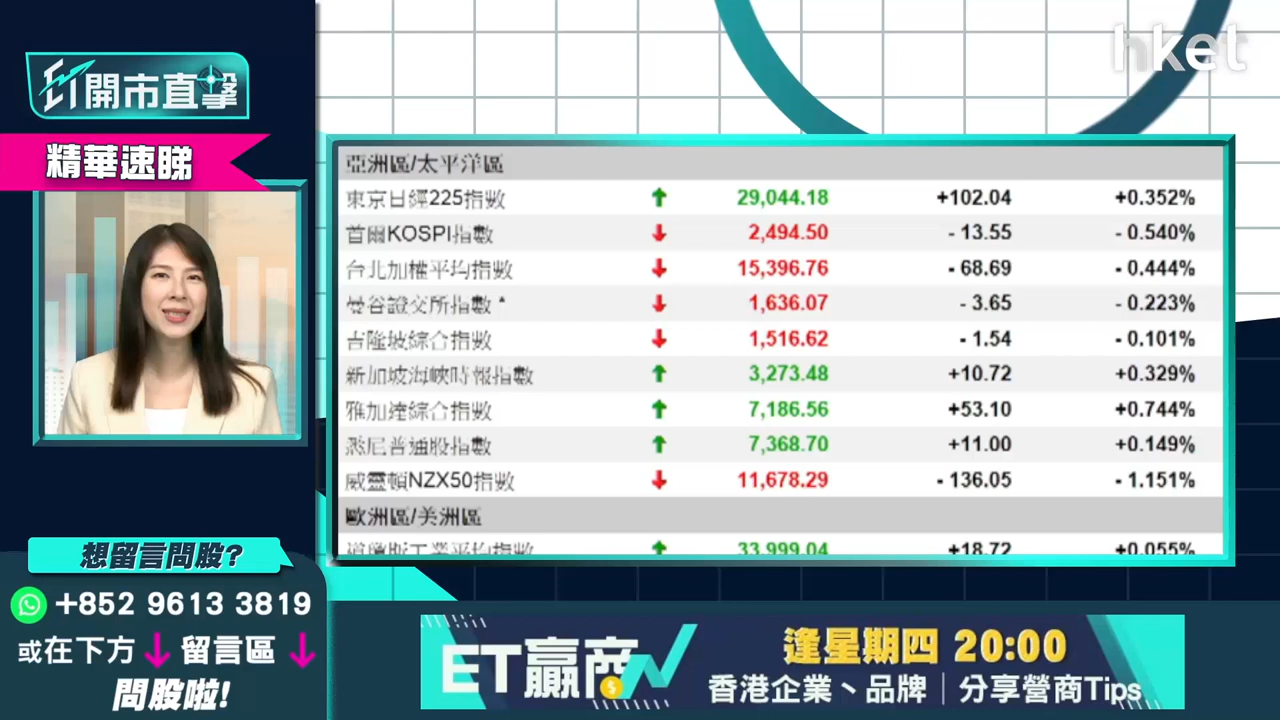 hket
ET開市直擊
精華速睇
亞洲區/太平洋區
東京日經225指數 29,044.18 +102.04 +0.352%
首爾KOSPI指數 2,494.50 - 13.55 - 0.540%
台北加權平均指數 15,396.76 - 68.69 - 0.444%
曼谷證交所指數 * 1,636.07 - 3.65 - 0.223%
吉隆坡綜合指數 1,516.62 - 1.54 - 0.101%
新加坡海峽時報指數 3,273.48 +10.72 +0.329%
雅加達綜合指數 7,186.56 +53.10 +0.744%
悉尼普通股指數 7,368.70 +11.00 +0.149%
威靈頓NZX50指數 11,678.29 - 136.05 - 1.151%
歐洲區/美洲區
道瓊斯工業平均指數 33,999.04 +18.72 +0.055%
想留言問股?
+852 9613 3819
或在下方 留言區
問股啦!
ET贏商
逢星期四 20:00
香港企業、品牌|分享營商Tips